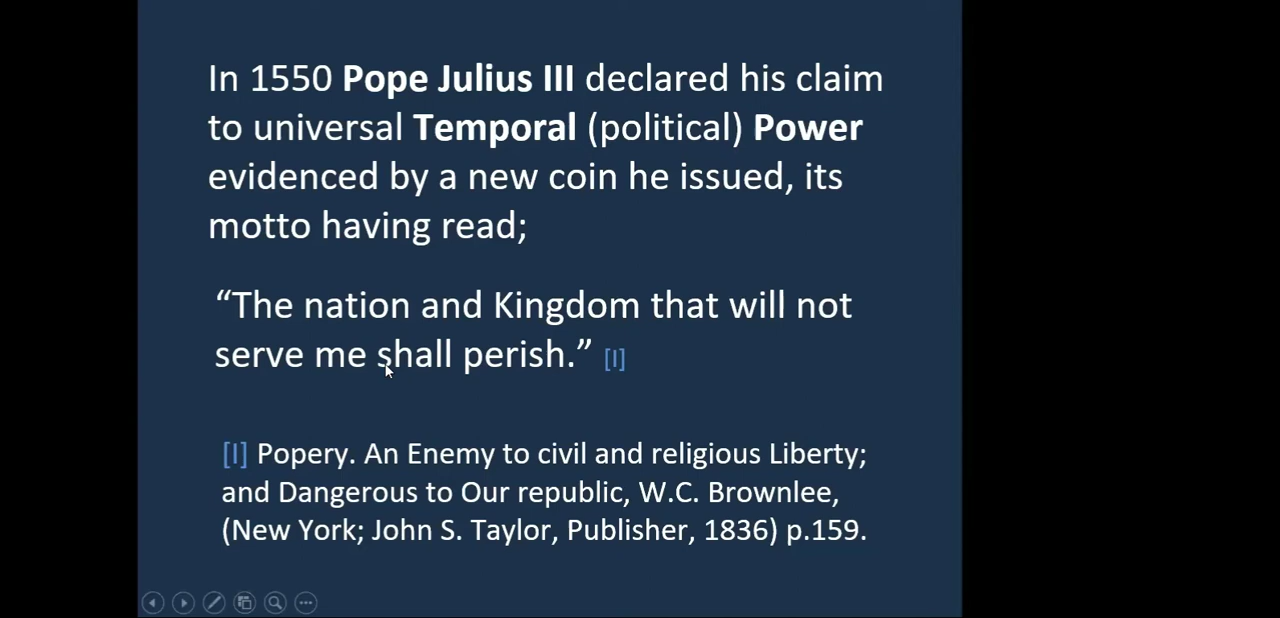 In 1550 Pope Julius III declared his claim
to universal Temporal (political) Power
evidenced by a new coin he issued, its
motto having read;
“The nation and Kingdom that will not
serve me shall perish.” [I]
[I] Popery. An Enemy to civil and religious Liberty;
and Dangerous to Our republic, W.C. Brownlee,
(New York; John S. Taylor, Publisher, 1836) p.159.